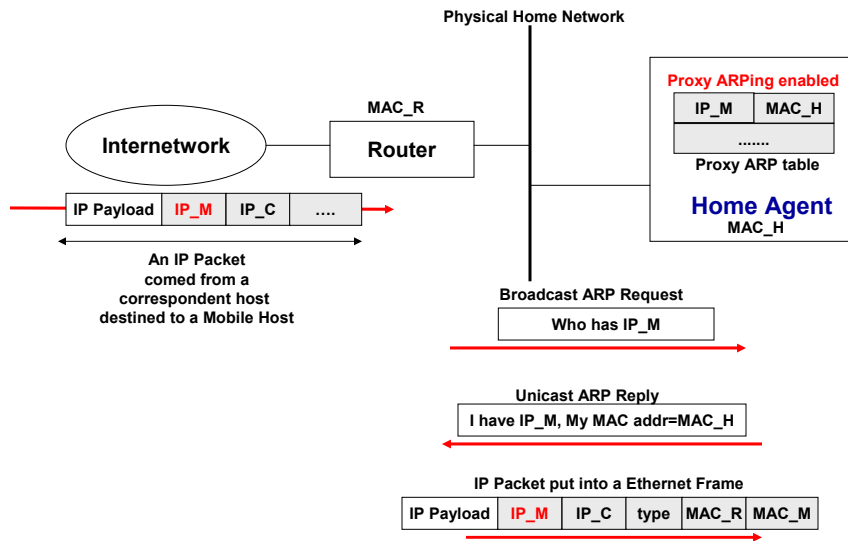 Physical Home Network
Proxy ARPing enabled
IP_M MAC_H
.......
Proxy ARP table
Home Agent
MAC_H
MAC_R
Internetwork
Router
IP Payload IP_M IP_C ....
An IP Packet
comed from a
correspondent host
destined to a Mobile Host
Broadcast ARP Request
Who has IP_M
Unicast ARP Reply
I have IP_M, My MAC addr=MAC_H
IP Packet put into a Ethernet Frame
IP Payload IP_M IP_C type MAC_R MAC_M